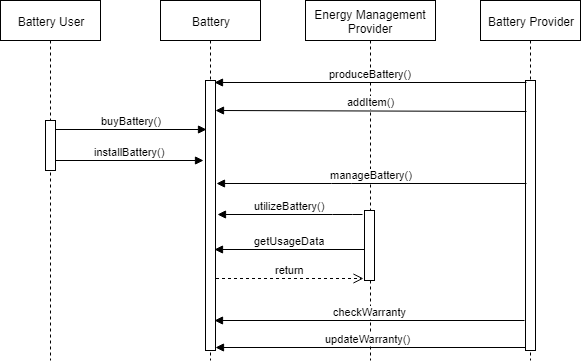 Battery User
Battery
Energy Management
Provider
Battery Provider
produceBattery()
addItem()
buyBattery()
installBattery()
manageBattery()
utilizeBattery()
getUsageData
return
checkWarranty
updateWarranty()